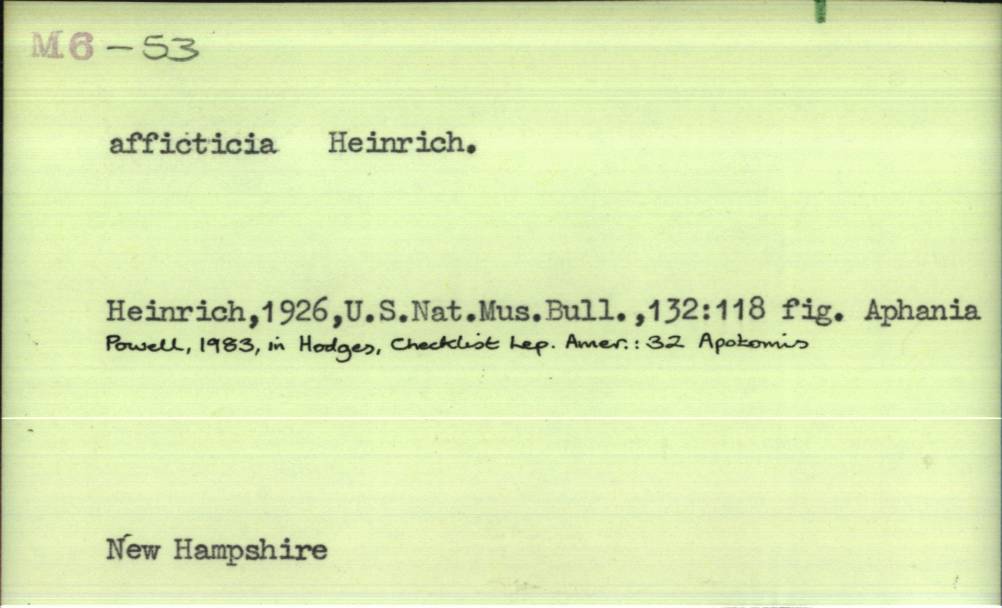 M6-53
afficticia Heinrich.
Heinrich,1926,U.S.Nat.Mus.Bull.,132:118 fig. Aphania
Powell, 1983, in Hodges, Checklist Lep. Amer.: 32 Apotomis
New Hampshire